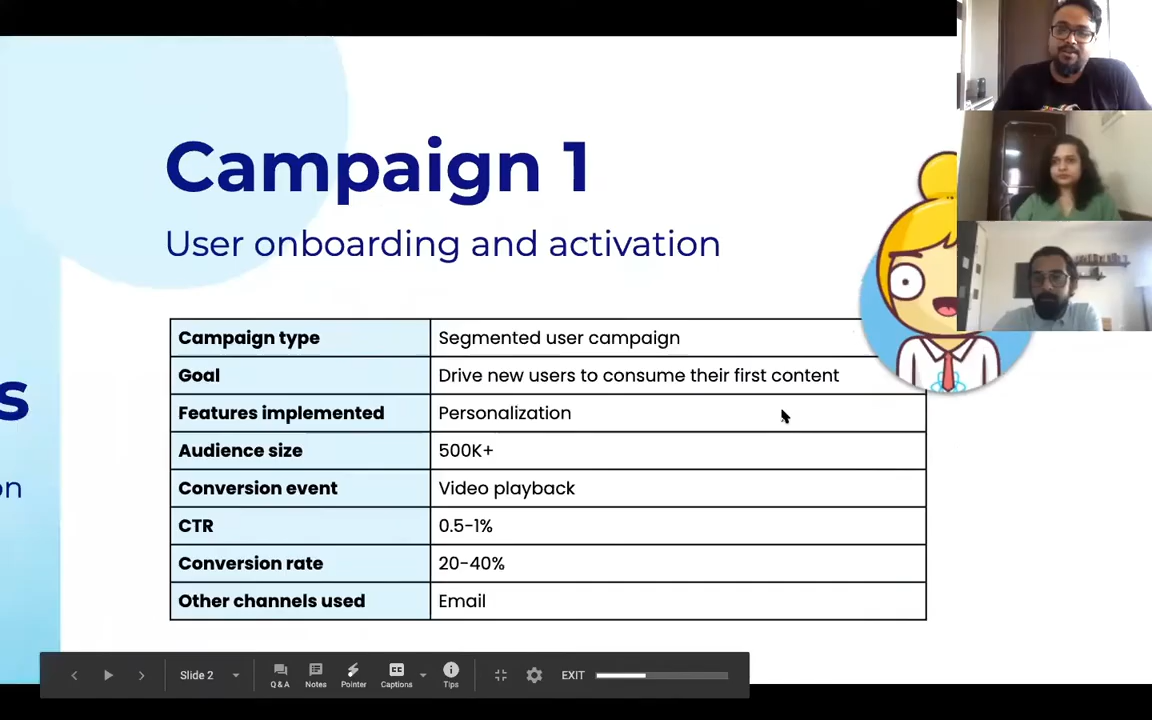 Campaign 1
User onboarding and activation
s
on
Campaign type Segmented user campaign
Goal Drive new users to consume their first content
Features implemented Personalization
Audience size 500K+
Conversion event Video playback
CTR 0.5-1%
Conversion rate 20-40%
Other channels used Email
Slide 2 Q&A Notes Pointer CC Captions Tips EXIT